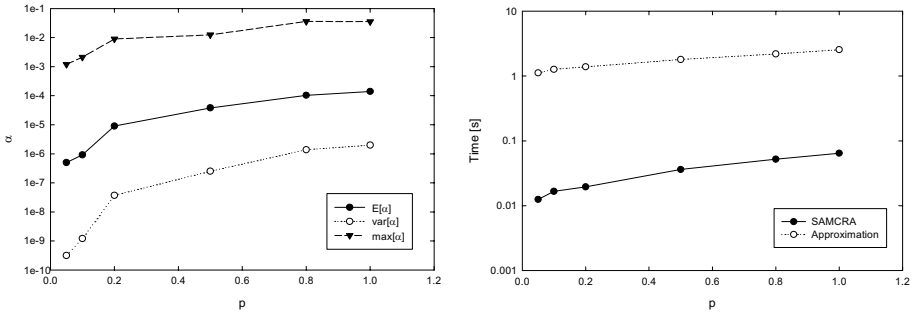 1e-1
1e-2
1e-3
1e-4
1e-5
1e-6
1e-7
1e-8
1e-9
1e-10
α
E[α]
var[α]
max[α]
0.0 0.2 0.4 0.6 0.8 1.0 1.2
p
10
1
0.1
0.01
0.001
Time [s]
SAMCRA
Approximation
0.0 0.2 0.4 0.6 0.8 1.0 1.2
p